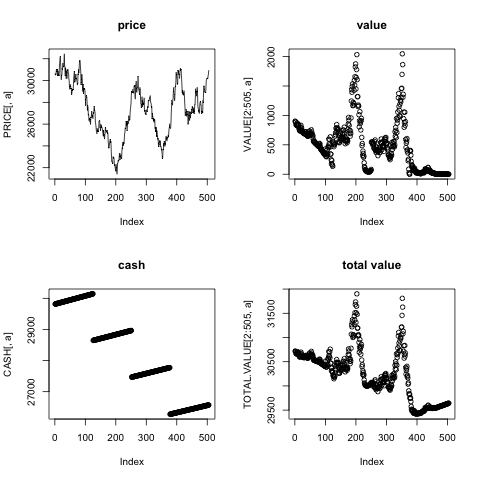 price
PRICE[, a]
22000 26000 30000
0 100 200 300 400 500
Index
value
VALUE[2:505, a]
0 500 1000 2000
0 100 200 300 400 500
Index
cash
CASH[, a]
27000 29000
0 100 200 300 400 500
Index
total value
TOTAL.VALUE[2:505, a]
29500 30500 31500
0 100 200 300 400 500
Index